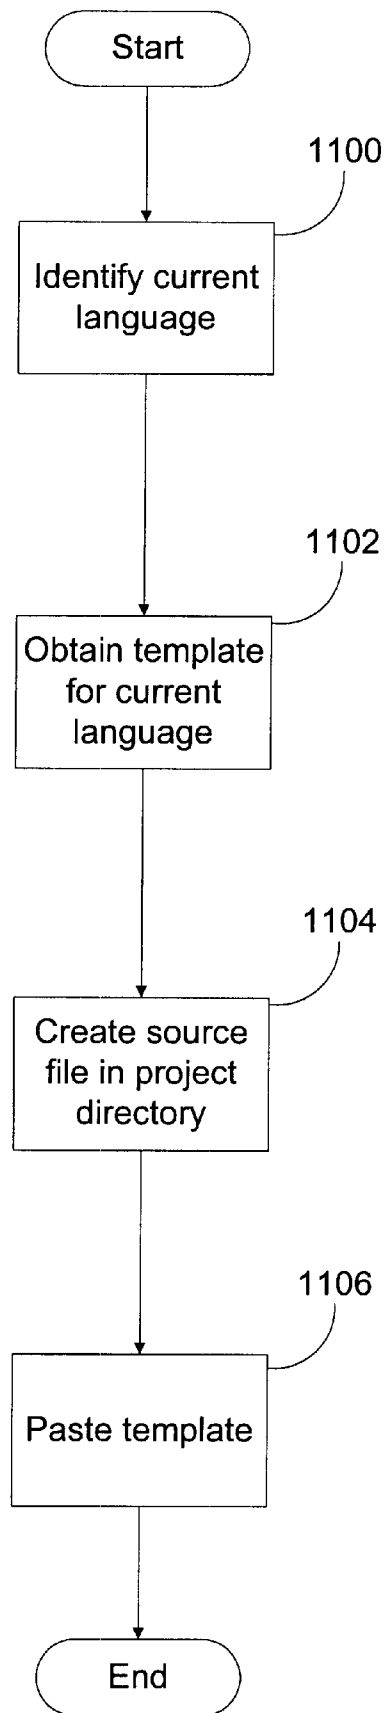 Start
1100
Identify current
language
1102
Obtain template
for current
language
1104
Create source
file in project
directory
1106
Paste template
End